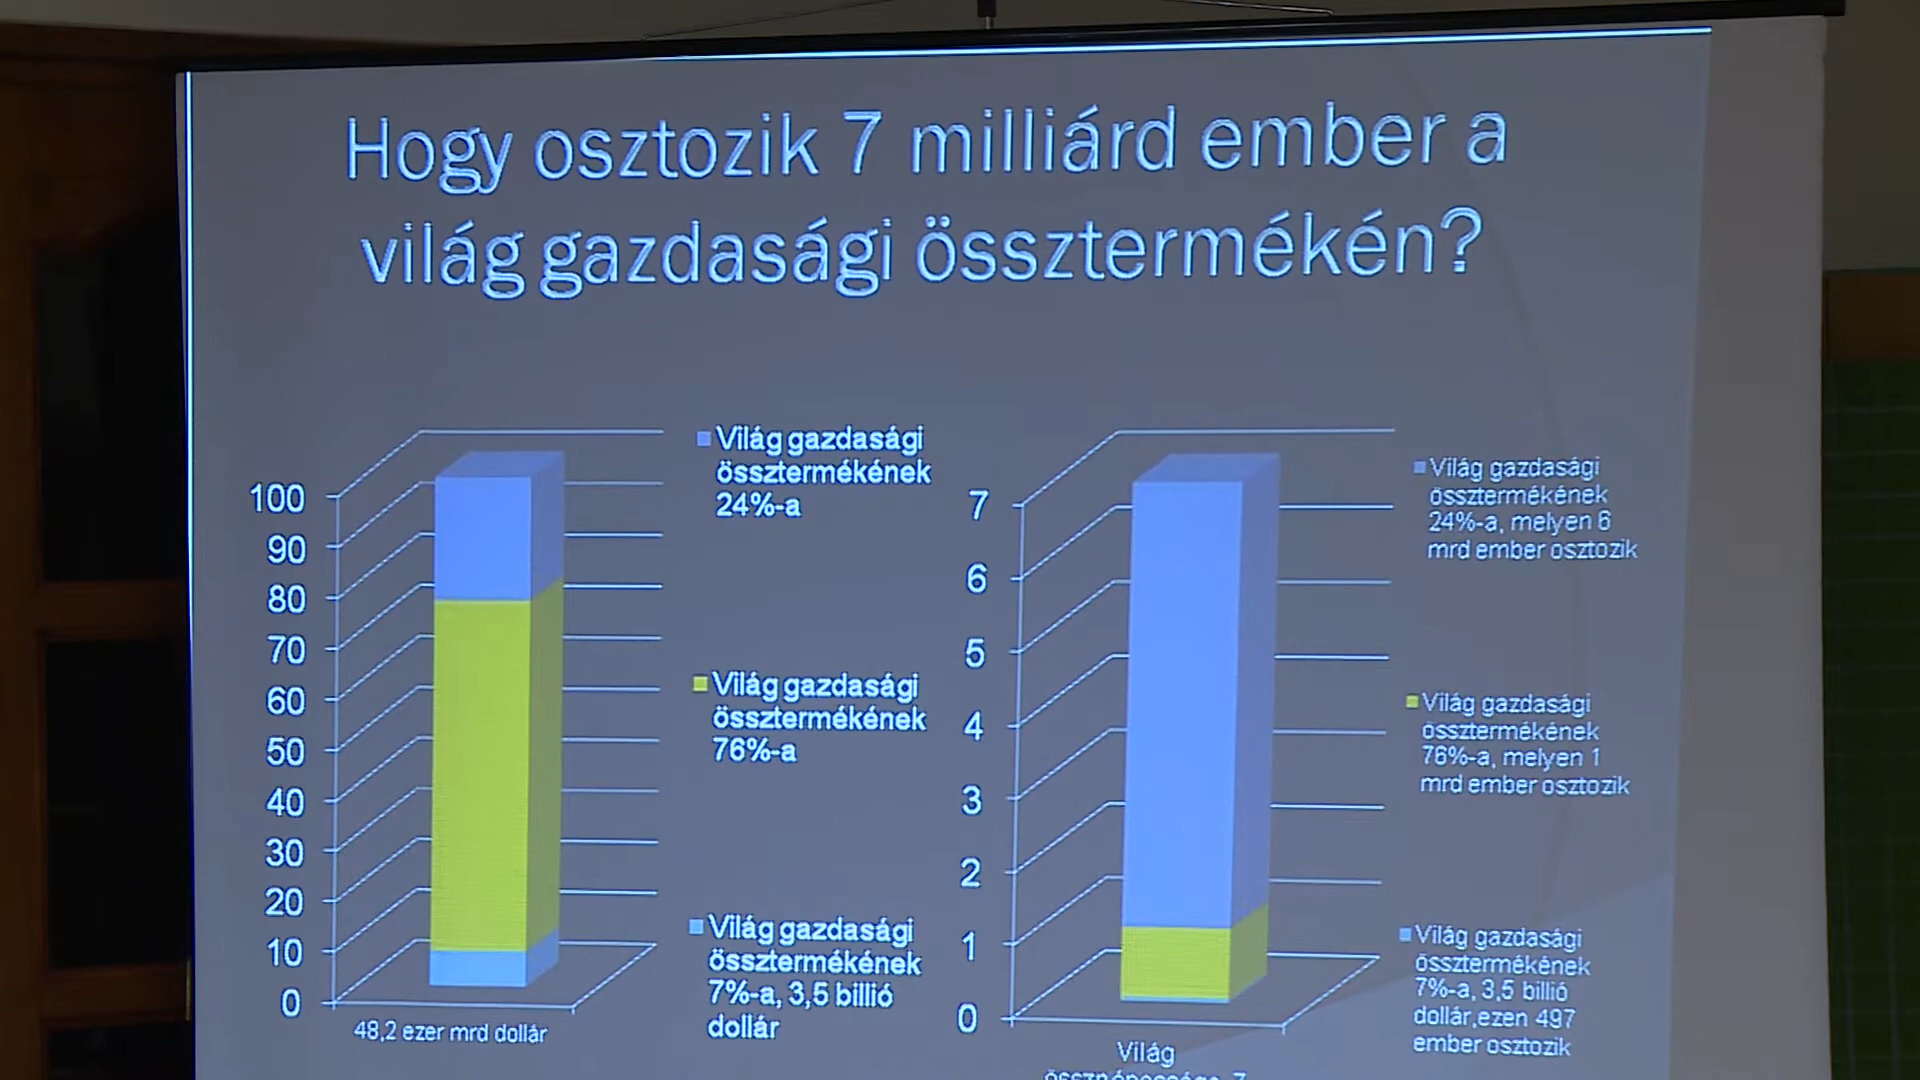 Hogy osztozik 7 milliárd ember a
világ gazdasági össztermékén?
100
90
80
70
60
50
40
30
20
10
0
48,2 ezer mrd dollár
Világ gazdasági
össztermékének
24%-a
Világ gazdasági
össztermékének
76%-a
Világ gazdasági
össztermékének
7%-a, 3,5 billió
dollár
7
6
5
4
3
2
1
0
Világ
Világ gazdasági
össztermékének
24%-a, melyen 6
mrd ember osztozik
Világ gazdasági
össztermékének
76%-a, melyen 1
mrd ember osztozik
Világ gazdasági
össztermékének
7%-a, 3,5 billió
dollár,ezen 497
ember osztozik